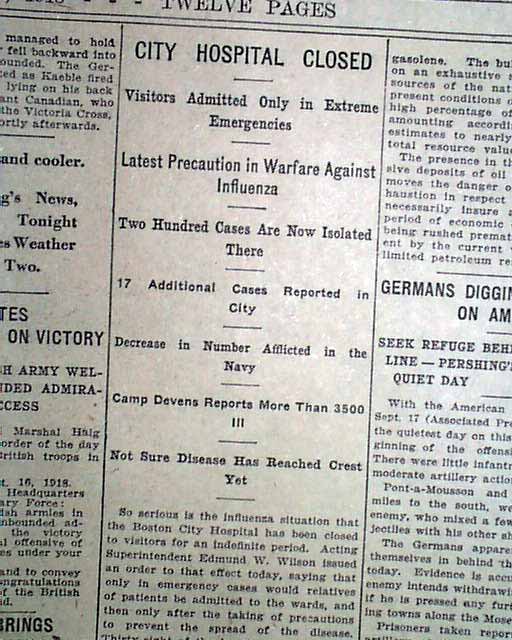 TWELVE PAGES
managed to hold
fell backward into
ounded. The Ger-
ed as Kaeble fired
lying on his back
ant Canadian, who
the Victoria Cross,
ortly afterwards.
and cooler.
g's News,
Tonight
es Weather
Two.
TES
ON VICTORY
H ARMY WEL-
NDED ADMIRA-
CCESS
Marshal Haig
order of the day
British troops in
t. 16, 1918.
Headquarters
ary Force:
ish armies in
nbounded ad-
the victory
l offensive of
es under your
and to convey
ngratulations
of the British
d.
BRINGS
CITY HOSPITAL CLOSED
Visitors Admitted Only in Extreme
Emergencies
Latest Precaution in Warfare Against
Influenza
Two Hundred Cases Are Now Isolated
There
17 Additional Cases Reported in
City
Decrease in Number Afflicted in the
Navy
Camp Devens Reports More Than 3500
Ill
Not Sure Disease Has Reached Crest
Yet
So serious is the influenza situation that
the Boston City Hospital has been closed
to visitors for an indefinite period. Acting
Superintendent Edmund W. Wilson issued
an order to that effect today, saying that
only in emergency cases would relatives
of patients be admitted to the wards, and
then only after the taking of precautions
to prevent the spread of the disease.
gasolene. The bu
on an exhaustive s
sources of the nat
present conditions o
high percentage of
amounting accordi
estimates to nearly
total resource value
The presence in th
sive deposits of oil
moves the danger o
haustion in respect
necessarily insure a
period of economic
being rushed premat
ent by the current
limited petroleum re
GERMANS DIGGIN
ON AM
SEEK REFUGE BEHI
LINE — PERSHING'S
QUIET DAY
With the American
Sept. 17 (Associated Pre
the quietest day on this
ginning of the offensi
There were little infantr
moderate artillery action
Pont-a-Mousson and
miles to the south, we
enemy, who mixed a few
jectiles with his other sh
The Germans appare
themselves in behind th
today. Evidence is accu
enemy intends withdrawin
if he is pressed any furt
ing towns along the Mose
Prisoners taken report